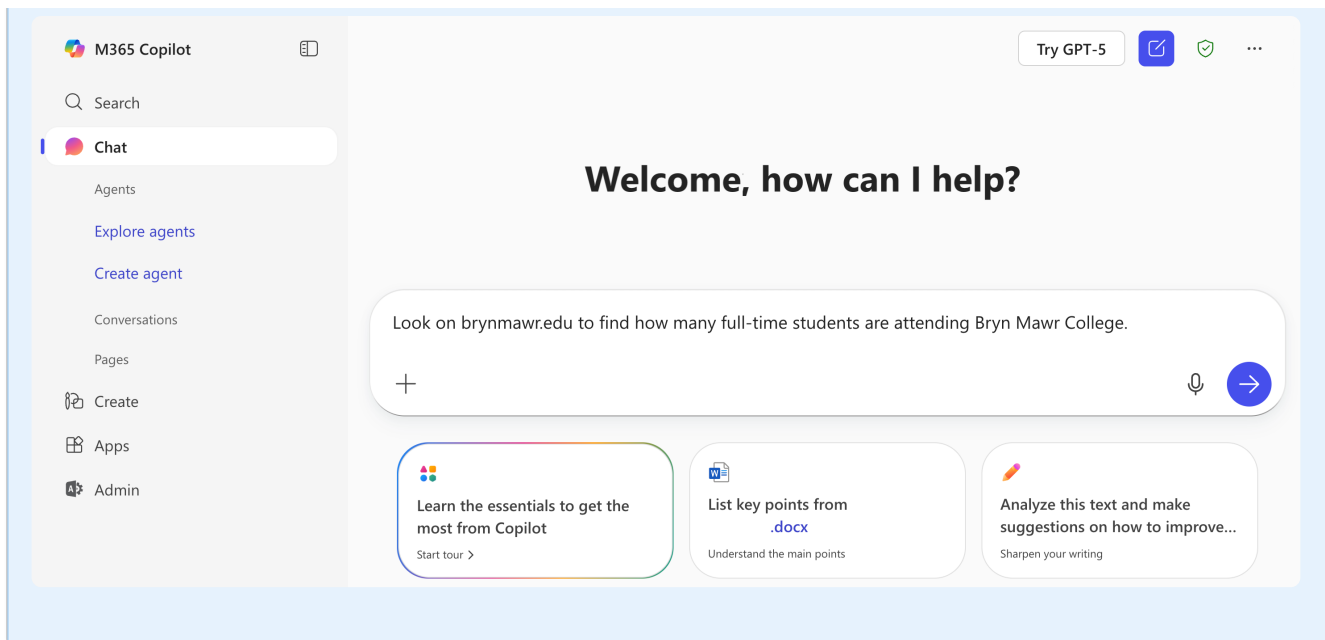 M365 Copilot
Try GPT-5
Search
Chat
Agents
Explore agents
Create agent
Conversations
Pages
Create
Apps
Admin
Welcome, how can I help?
Look on brynmawr.edu to find how many full-time students are attending Bryn Mawr College.
Learn the essentials to get the
most from Copilot
Start tour >
List key points from
.docx
Understand the main points
Analyze this text and make
suggestions on how to improve...
Sharpen your writing